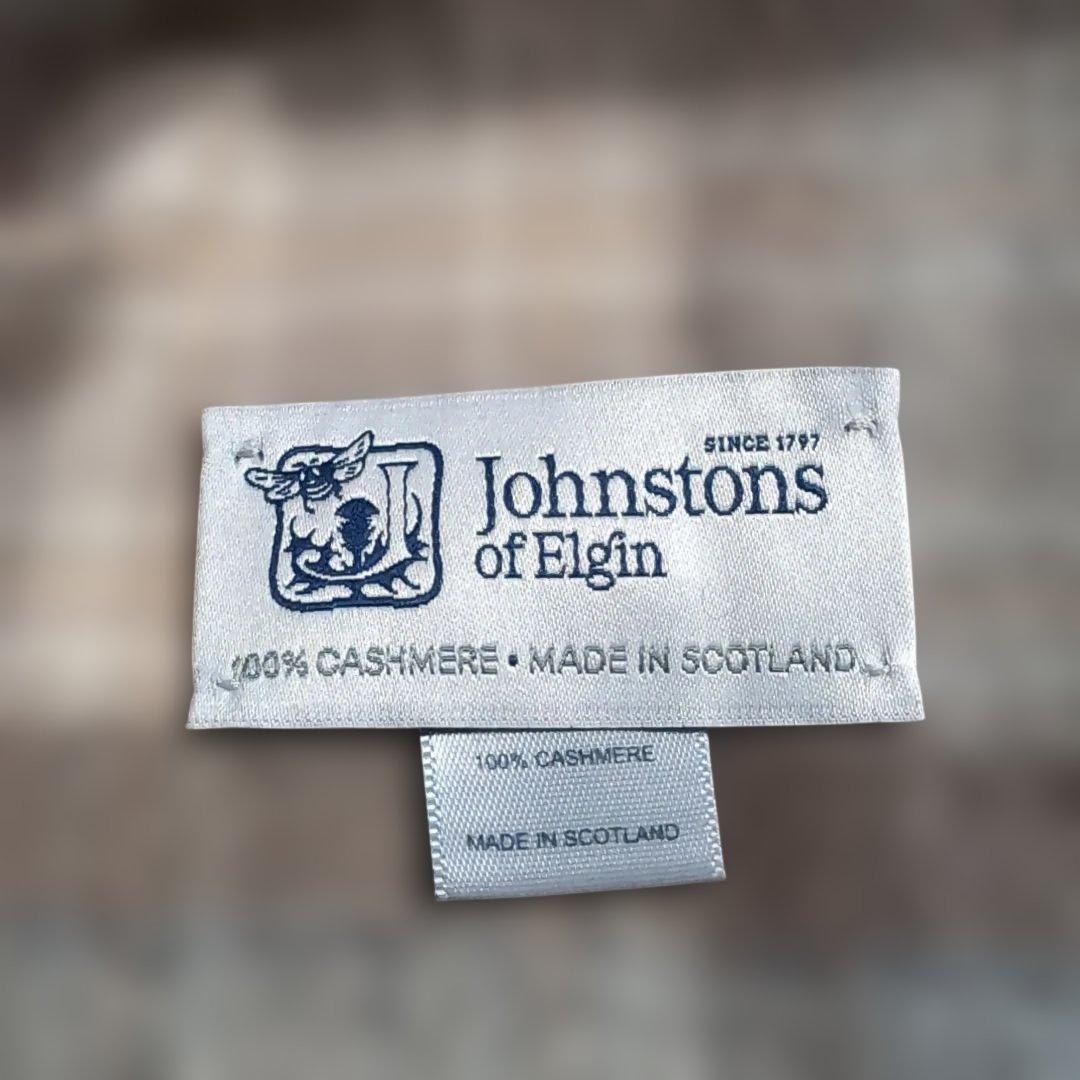 SINCE 1797
Johnstons
of Elgin
100% CASHMERE • MADE IN SCOTLAND
100% CASHMERE
MADE IN SCOTLAND